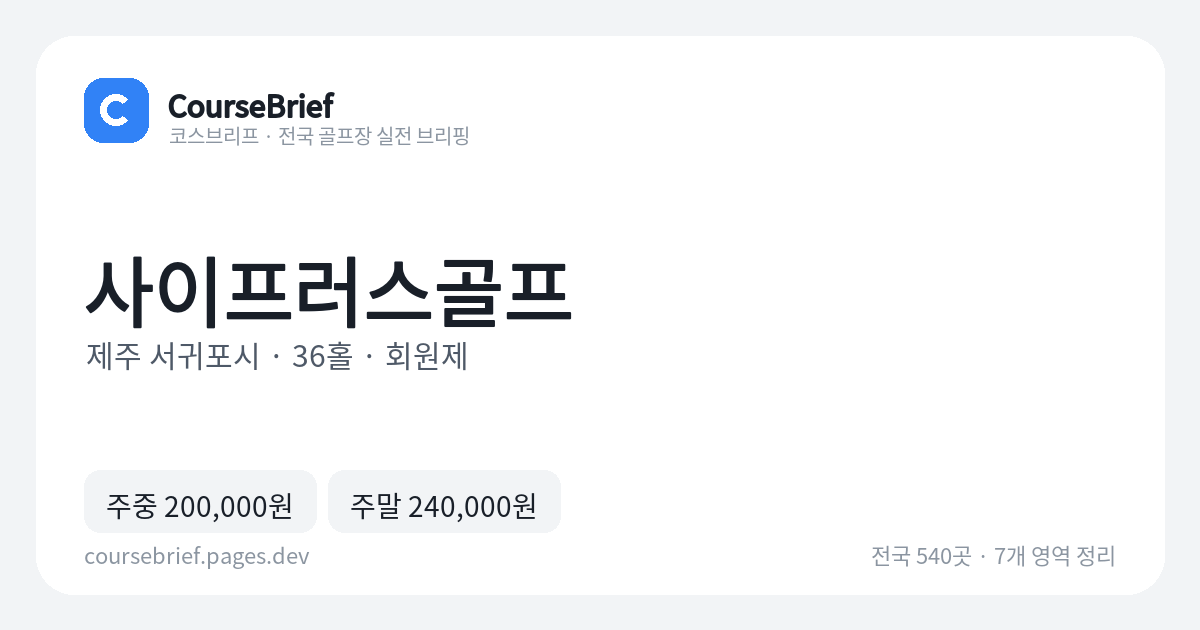 C
CourseBrief
코스브리프 · 전국 골프장 실전 브리핑
사이프러스골프
제주 서귀포시 · 36홀 · 회원제
주중 200,000원 주말 240,000원
coursebrief.pages.dev 전국 540곳 · 7개 영역 정리